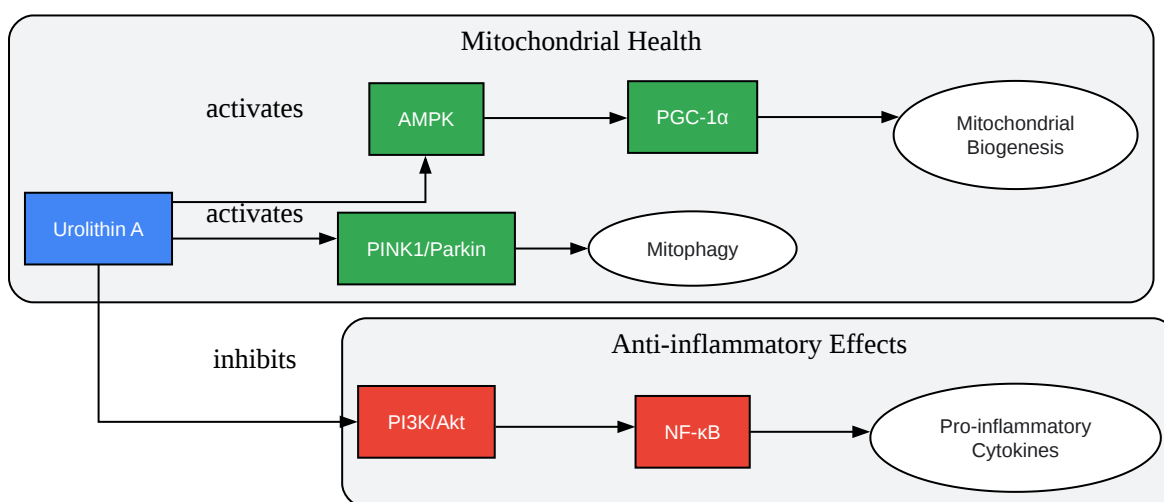 Mitochondrial Health
activates
AMPK
PGC-1α
Mitochondrial
Biogenesis
Urolithin A
activates
PINK1/Parkin
Mitophagy
inhibits
Anti-inflammatory Effects
PI3K/Akt
NF-κB
Pro-inflammatory
Cytokines